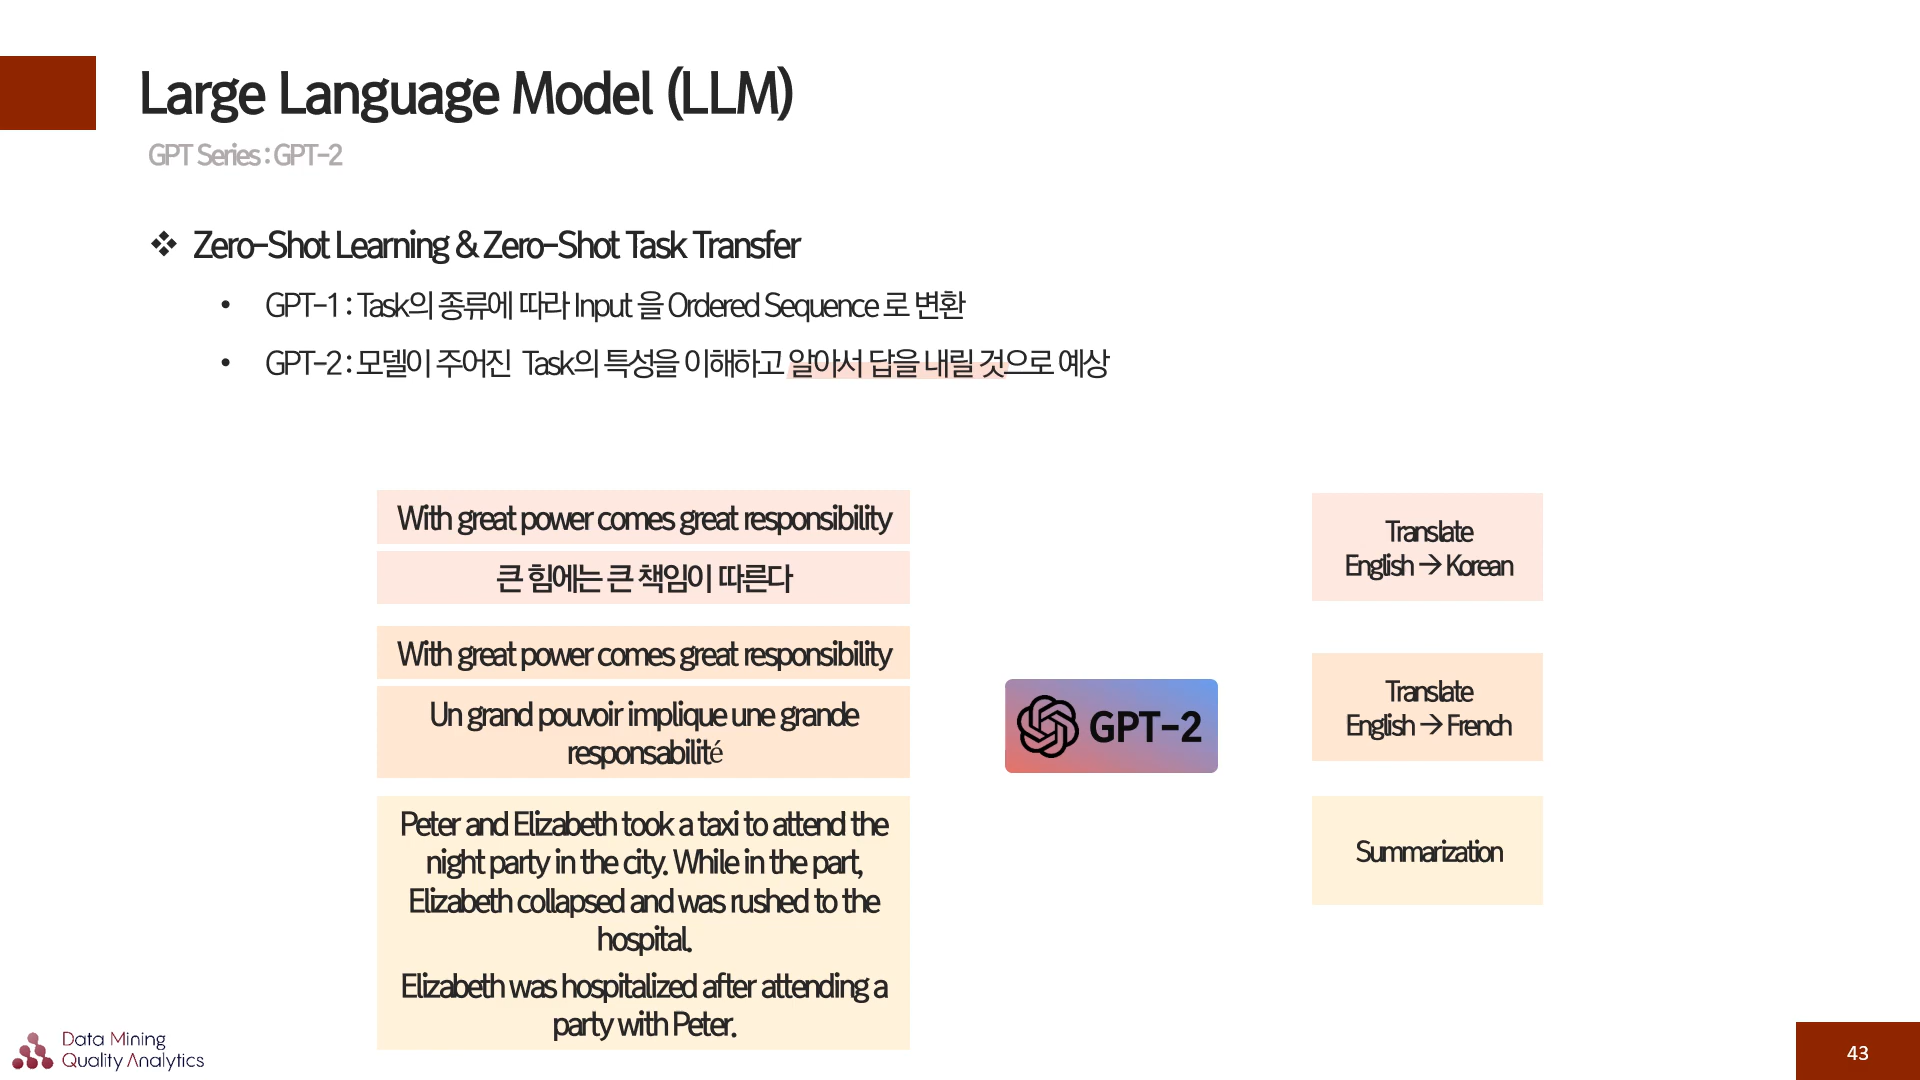 Large Language Model (LLM)
GPT Series : GPT-2
❖ Zero-Shot Learning & Zero-Shot Task Transfer
• GPT-1 : Task의 종류에 따라 Input 을 Ordered Sequence 로 변환
• GPT-2 : 모델이 주어진 Task의 특성을 이해하고 알아서 답을 내릴 것으로 예상
With great power comes great responsibility
큰 힘에는 큰 책임이 따른다
With great power comes great responsibility
Un grand pouvoir implique une grande
responsabilité
Peter and Elizabeth took a taxi to attend the
night party in the city. While in the part,
Elizabeth collapsed and was rushed to the
hospital.
Elizabeth was hospitalized after attending a
party with Peter.
GPT-2
Translate
English → Korean
Translate
English → French
Summarization
Data Mining
Quality Analytics
43